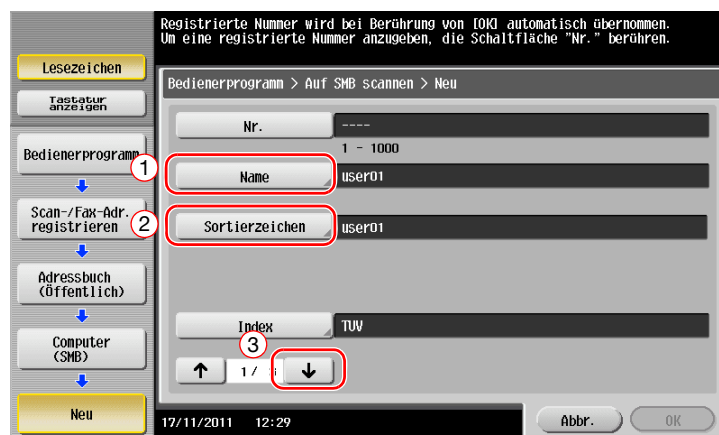 Registrierte Nummer wird bei Berührung von [OK] automatisch übernommen.
Um eine registrierte Nummer anzugeben, die Schaltfläche "Nr." berühren.
Lesezeichen
Tastatur
anzeigen
Bedienerprogramm
Scan-/Fax-Adr.
registrieren
Adressbuch
(Öffentlich)
Computer
(SMB)
Neu
Bedienerprogramm > Auf SMB scannen > Neu
Nr. ----
1 - 1000
1 Name user01
2 Sortierzeichen user01
Index TUV
3
↑ 1/ ↓
17/11/2011 12:29 Abbr. OK